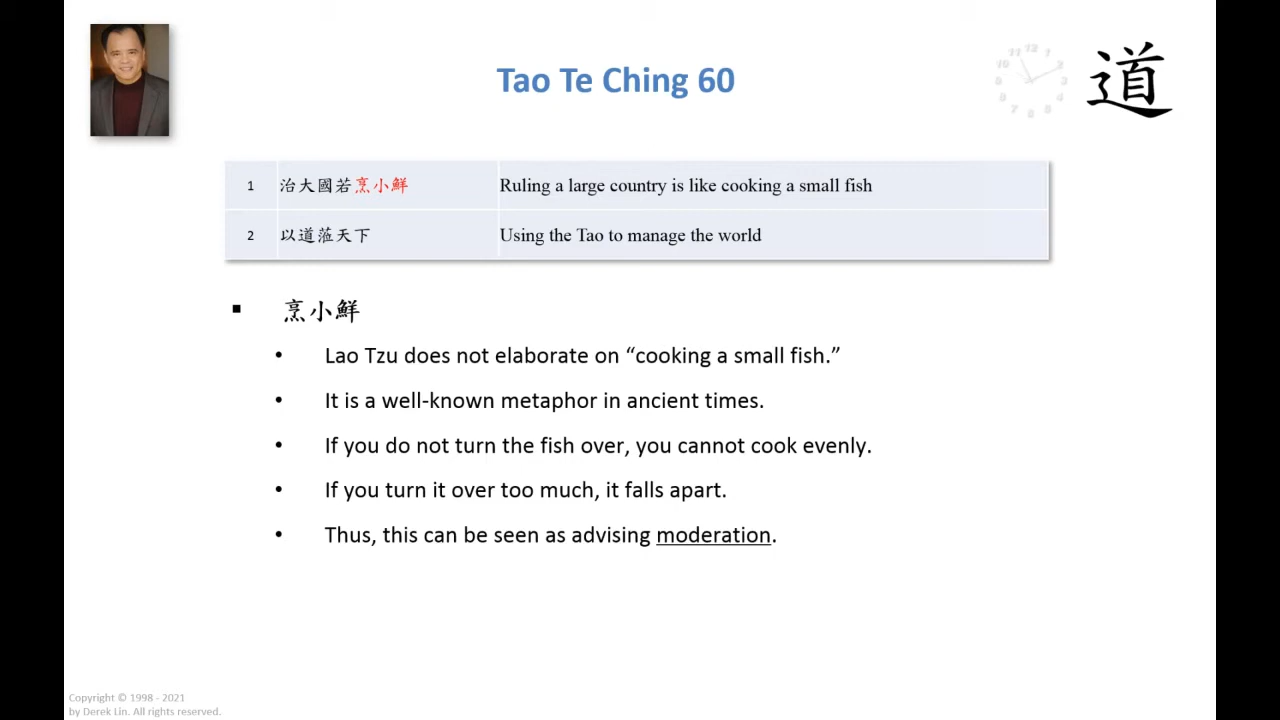 Tao Te Ching 60
道
1 治大國若烹小鮮 Ruling a large country is like cooking a small fish
2 以道蒞天下 Using the Tao to manage the world
▪ 烹小鮮
• Lao Tzu does not elaborate on “cooking a small fish.”
• It is a well-known metaphor in ancient times.
• If you do not turn the fish over, you cannot cook evenly.
• If you turn it over too much, it falls apart.
• Thus, this can be seen as advising moderation.
Copyright © 1998 - 2021
by Derek Lin. All rights reserved.